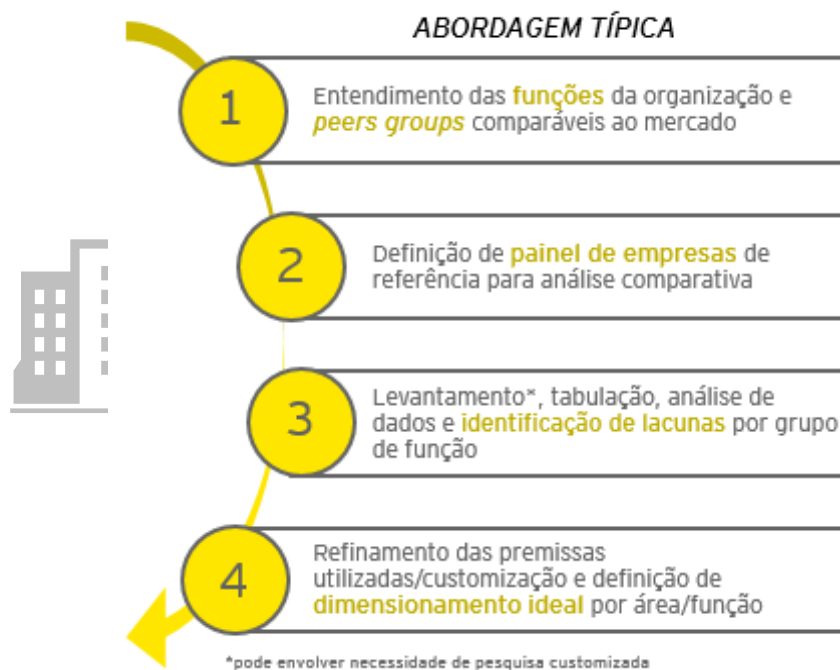 ABORDAGEM TÍPICA
1
Entendimento das funções da organização e
peers groups comparáveis ao mercado
2
Definição de painel de empresas de
referência para análise comparativa
3
Levantamento*, tabulação, análise de
dados e identificação de lacunas por grupo
de função
4
Refinamento das premissas
utilizadas/customização e definição de
dimensionamento ideal por área/função
*pode envolver necessidade de pesquisa customizada